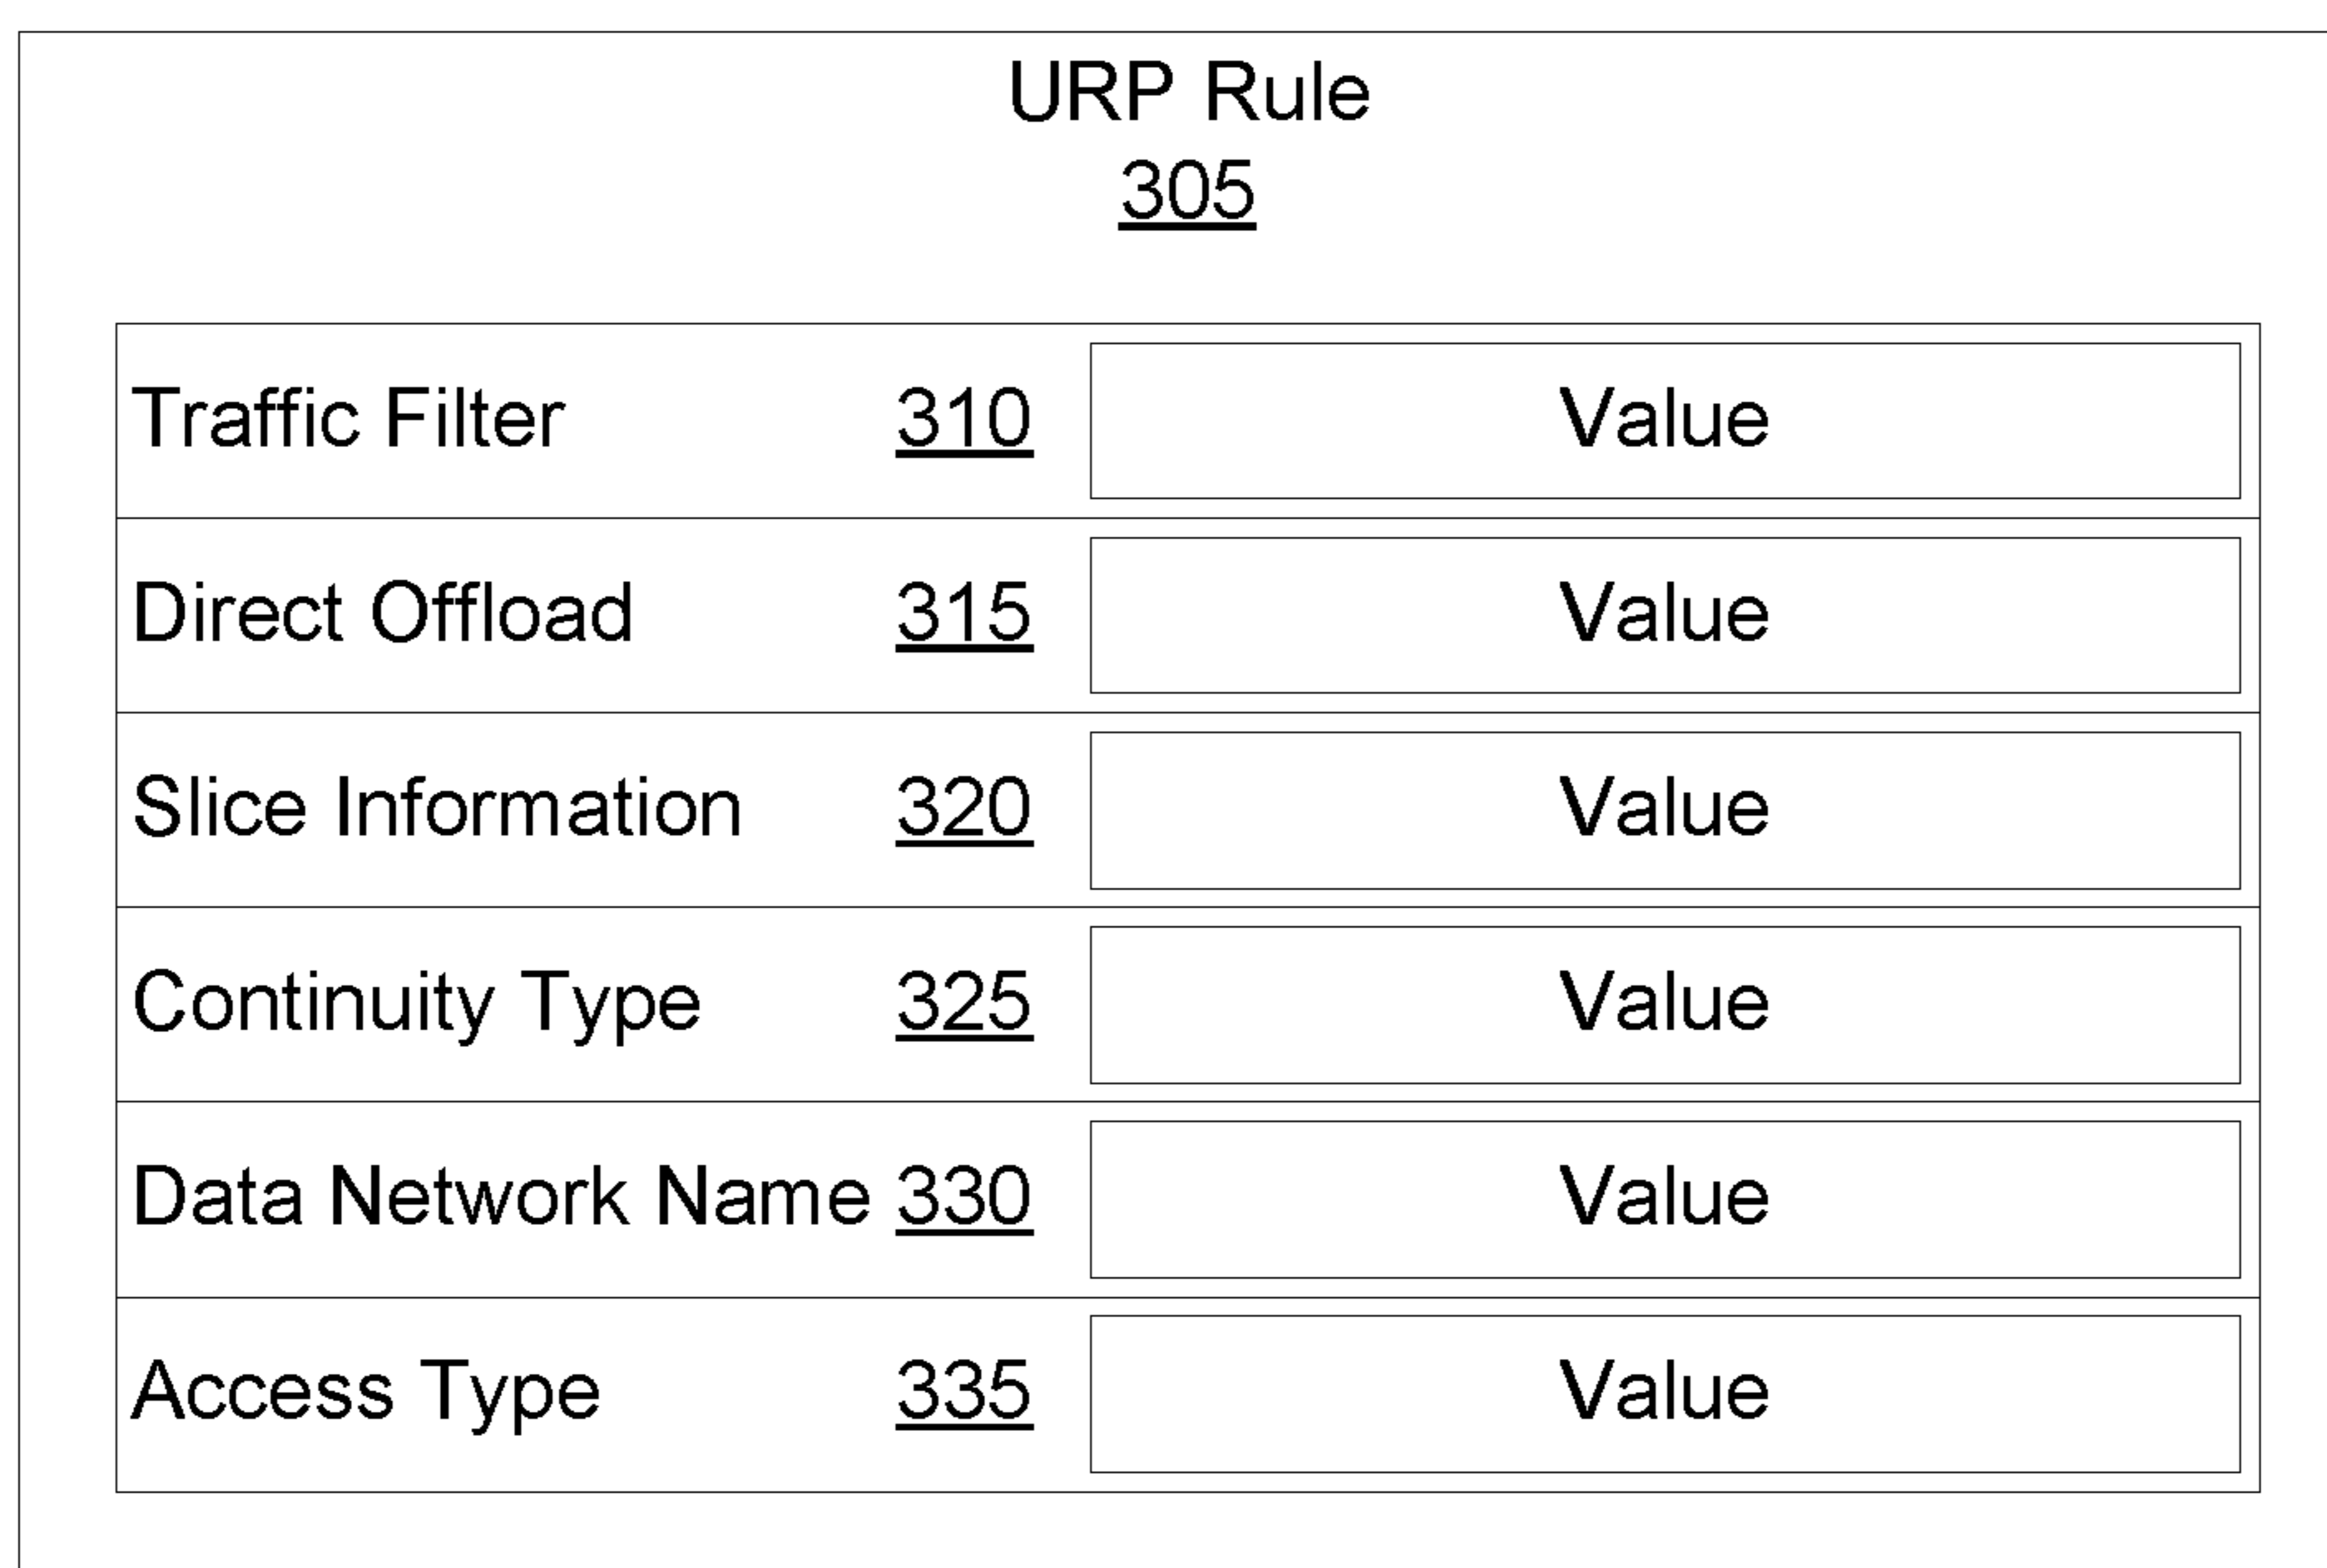 URP Rule
305
Traffic Filter 310 Value
Direct Offload 315 Value
Slice Information 320 Value
Continuity Type 325 Value
Data Network Name 330 Value
Access Type 335 Value